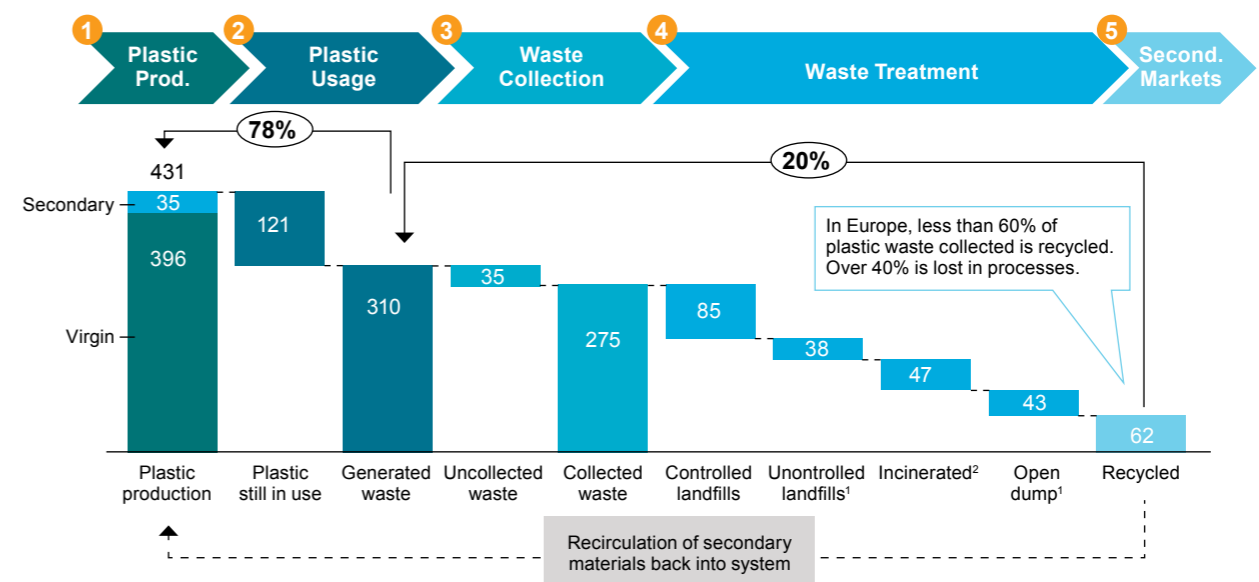 1
Plastic
Prod.
2
Plastic
Usage
3
Waste
Collection
4
Waste Treatment
5
Second.
Markets
78%
20%
431
Secondary
35
396
Virgin
121
310
35
275
85
38
47
43
62
In Europe, less than 60% of
plastic waste collected is recycled.
Over 40% is lost in processes.
Plastic
production
Plastic
still in use
Generated
waste
Uncollected
waste
Collected
waste
Controlled
landfills
Unontrolled
landfills¹
Incinerated²
Open
dump¹
Recycled
Recirculation of secondary
materials back into system